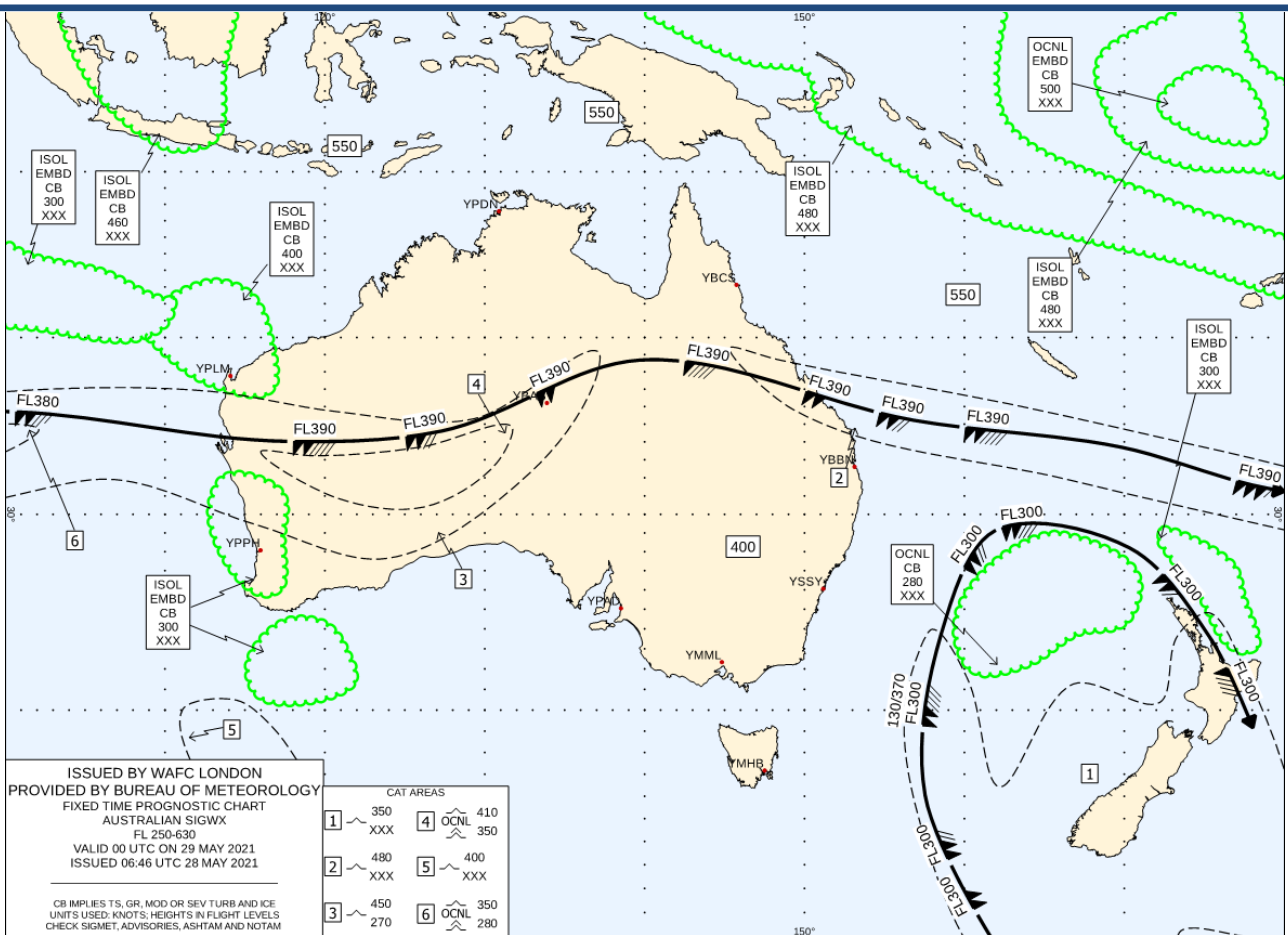 120°
150°
OCNL
EMBD
CB
500
XXX
550
550
ISOL
EMBD
CB
300
XXX
ISOL
EMBD
CB
460
XXX
ISOL
EMBD
CB
480
XXX
YPDN
ISOL
EMBD
CB
400
XXX
YBCS
550
ISOL
EMBD
CB
480
XXX
ISOL
EMBD
CB
300
XXX
YPLM
4
FL390
FL390
FL380
FL390
FL390
FL390
FL390
FL390
FL390
YBBN
2
30°
30°
6
YPPH
3
400
FL300
FL300
OCNL
CB
280
XXX
FL300
ISOL
EMBD
CB
300
XXX
YPAD
YSSY
YMML
FL300
130/370
FL300
5
YMHB
1
FL300
FL300
ISSUED BY WAFC LONDON
PROVIDED BY BUREAU OF METEOROLOGY
FIXED TIME PROGNOSTIC CHART
AUSTRALIAN SIGWX
FL 250-630
VALID 00 UTC ON 29 MAY 2021
ISSUED 06:46 UTC 28 MAY 2021
CB IMPLIES TS, GR, MOD OR SEV TURB AND ICE
UNITS USED: KNOTS; HEIGHTS IN FLIGHT LEVELS
CHECK SIGMET, ADVISORIES, ASHTAM AND NOTAM
CAT AREAS
1 350 XXX
4 OCNL 410 350
2 480 XXX
5 400 XXX
3 450 270
6 OCNL 350 280
150°